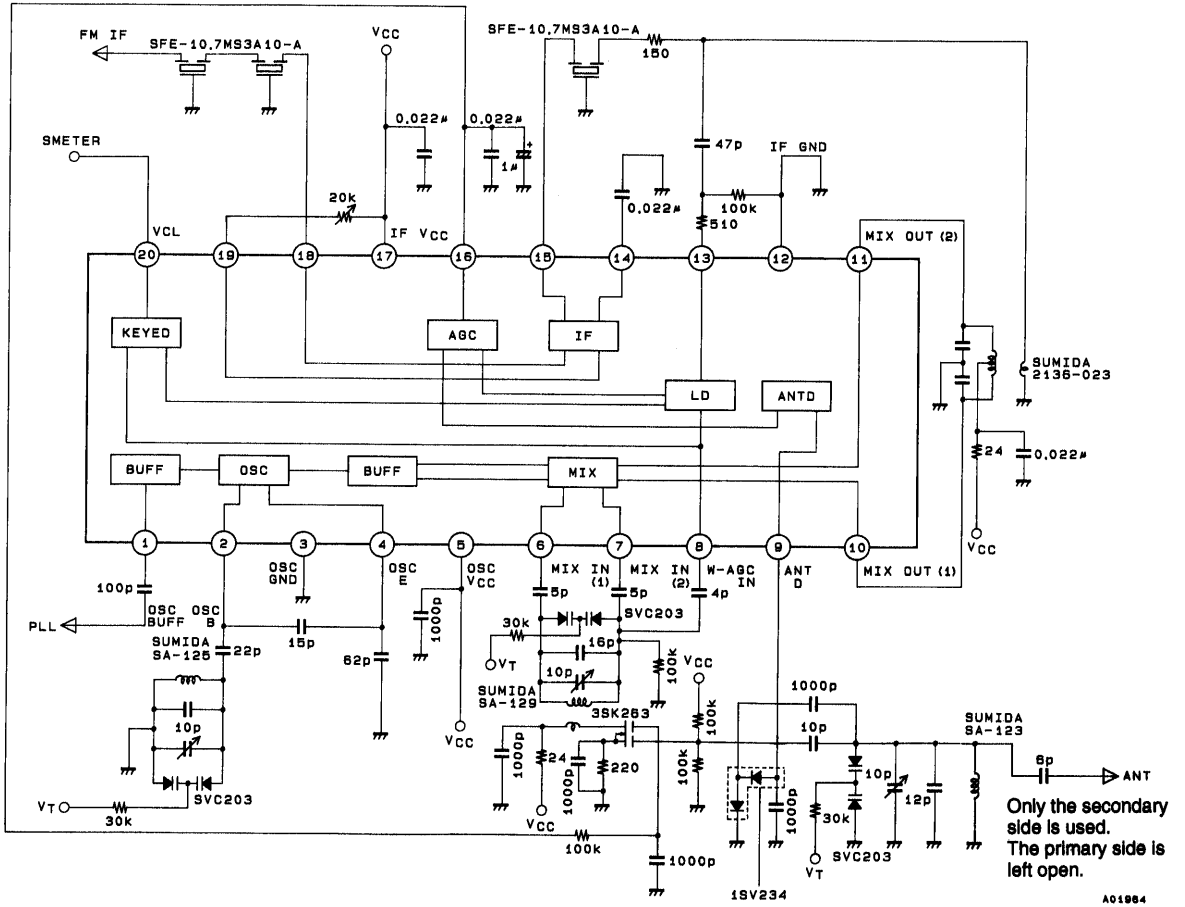 FM IF
SFE-10.7MS3A10-A
VCC
SFE-10.7MS3A10-A
150
SMETER
0.022μ
0.022μ
1μ
+
47p
IF GND
20k
0.022μ
100k
510
VCL
IF VCC
MIX OUT (2)
20
19
18
17
16
15
14
13
12
11
KEYED
AGC
IF
SUMIDA
2136-023
LD
ANTD
24
0.022μ
BUFF
OSC
BUFF
MIX
VCC
1
2
3
4
5
6
7
8
9
10
OSC
GND
OSC
E
OSC
VCC
MIX IN
(1)
MIX IN
(2)
W-AGC
IN
ANT
D
MIX OUT (1)
100p
OSC
BUFF
OSC
B
PLL
15p
22p
62p
SUMIDA
SA-125
10p
SVC203
VT
30k
1000p
VCC
5p
5p
4p
SVC203
30k
VT
16p
10p
100k
SUMIDA
SA-129
3SK263
VCC
100k
100k
1000p
24
VCC
1000p
220
100k
1000p
1000p
10p
1000p
1SV234
10p
30k
VT
SVC203
12p
SUMIDA
SA-123
6p
ANT
Only the secondary
side is used.
The primary side is
left open.
A01984